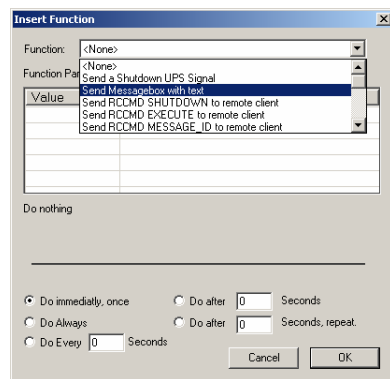 Insert Function
Function: <None>
<None>
Function Par
Send a Shutdown UPS Signal
Value
Send Messagebox with text
Send RCCMD SHUTDOWN to remote client
Send RCCMD EXECUTE to remote client
Send RCCMD MESSAGE_ID to remote client
Do nothing
Do immediatly, once
Do after 0 Seconds
Do Always
Do after 0 Seconds, repeat.
Do Every 0 Seconds
Cancel OK